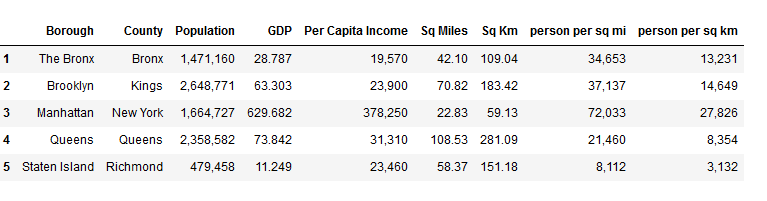 Borough County Population GDP Per Capita Income Sq Miles Sq Km person per sq mi person per sq km
1 The Bronx Bronx 1,471,160 28.787 19,570 42.10 109.04 34,653 13,231
2 Brooklyn Kings 2,648,771 63.303 23,900 70.82 183.42 37,137 14,649
3 Manhattan New York 1,664,727 629.682 378,250 22.83 59.13 72,033 27,826
4 Queens Queens 2,358,582 73.842 31,310 108.53 281.09 21,460 8,354
5 Staten Island Richmond 479,458 11.249 23,460 58.37 151.18 8,112 3,132